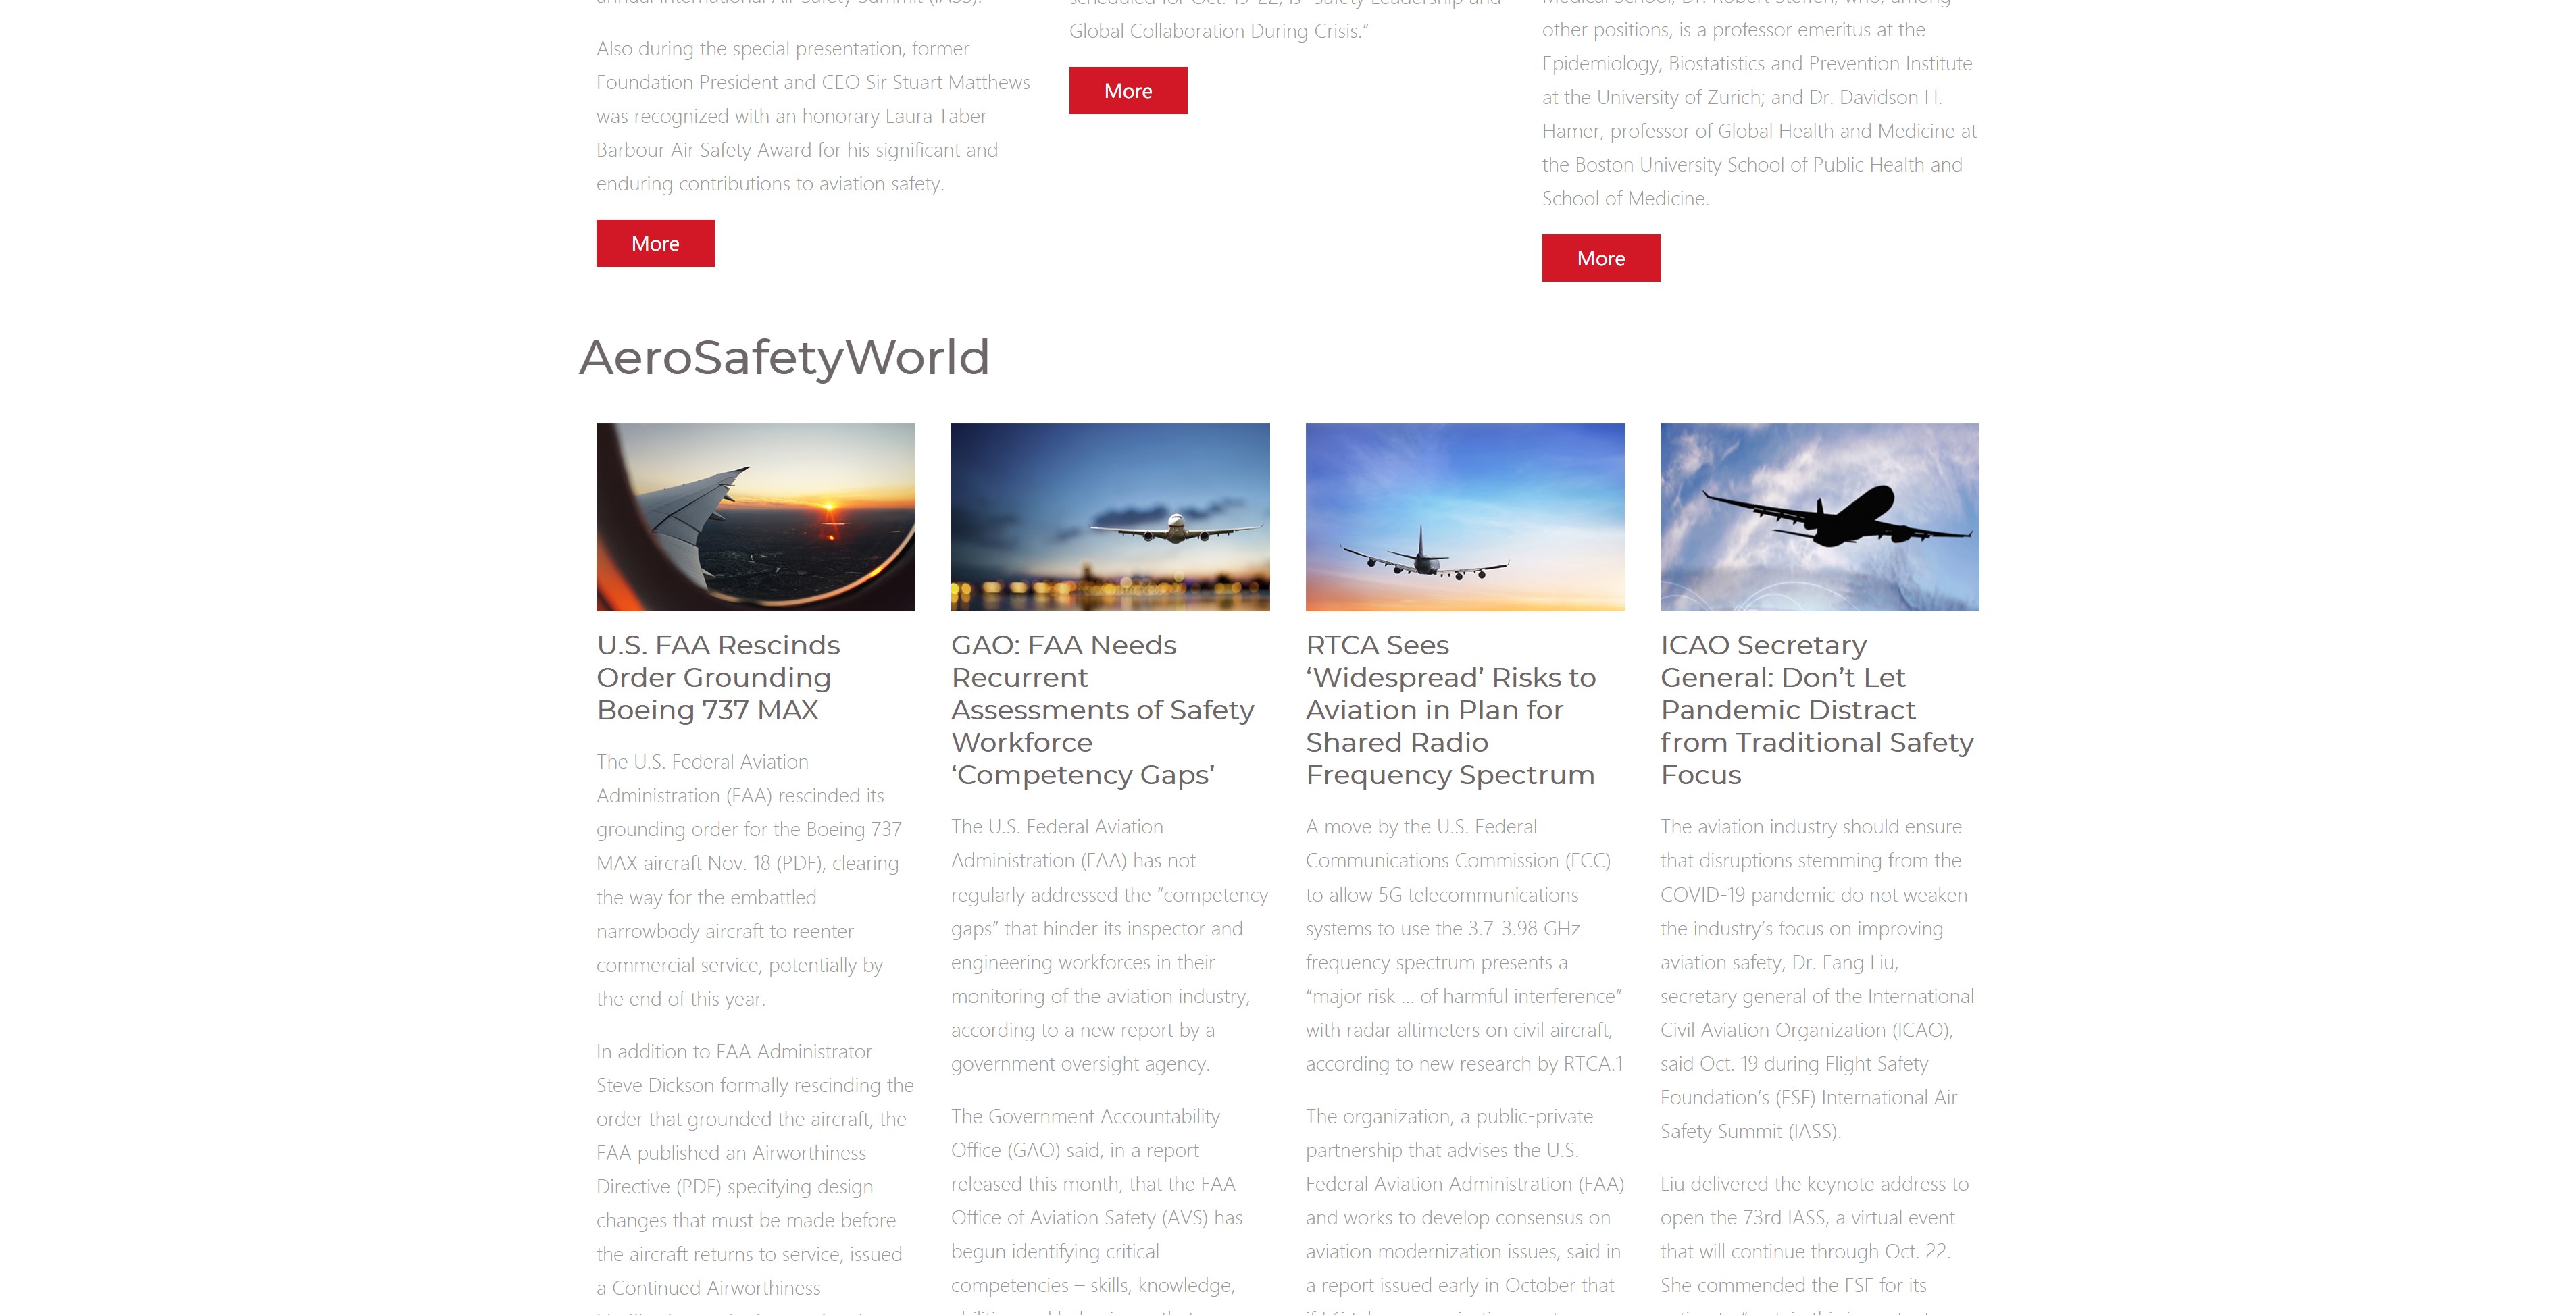 Also during the special presentation, former
Foundation President and CEO Sir Stuart Matthews
was recognized with an honorary Laura Taber
Barbour Air Safety Award for his significant and
enduring contributions to aviation safety.
More
Global Collaboration During Crisis.”
More
other positions, is a professor emeritus at the
Epidemiology, Biostatistics and Prevention Institute
at the University of Zurich; and Dr. Davidson H.
Hamer, professor of Global Health and Medicine at
the Boston University School of Public Health and
School of Medicine.
More
AeroSafetyWorld
U.S. FAA Rescinds
Order Grounding
Boeing 737 MAX
The U.S. Federal Aviation
Administration (FAA) rescinded its
grounding order for the Boeing 737
MAX aircraft Nov. 18 (PDF), clearing
the way for the embattled
narrowbody aircraft to reenter
commercial service, potentially by
the end of this year.
In addition to FAA Administrator
Steve Dickson formally rescinding the
order that grounded the aircraft, the
FAA published an Airworthiness
Directive (PDF) specifying design
changes that must be made before
the aircraft returns to service, issued
a Continued Airworthiness
GAO: FAA Needs
Recurrent
Assessments of Safety
Workforce
‘Competency Gaps’
The U.S. Federal Aviation
Administration (FAA) has not
regularly addressed the “competency
gaps” that hinder its inspector and
engineering workforces in their
monitoring of the aviation industry,
according to a new report by a
government oversight agency.
The Government Accountability
Office (GAO) said, in a report
released this month, that the FAA
Office of Aviation Safety (AVS) has
begun identifying critical
competencies – skills, knowledge,
RTCA Sees
‘Widespread’ Risks to
Aviation in Plan for
Shared Radio
Frequency Spectrum
A move by the U.S. Federal
Communications Commission (FCC)
to allow 5G telecommunications
systems to use the 3.7-3.98 GHz
frequency spectrum presents a
“major risk … of harmful interference”
with radar altimeters on civil aircraft,
according to new research by RTCA.1
The organization, a public-private
partnership that advises the U.S.
Federal Aviation Administration (FAA)
and works to develop consensus on
aviation modernization issues, said in
a report issued early in October that
ICAO Secretary
General: Don’t Let
Pandemic Distract
from Traditional Safety
Focus
The aviation industry should ensure
that disruptions stemming from the
COVID-19 pandemic do not weaken
the industry’s focus on improving
aviation safety, Dr. Fang Liu,
secretary general of the International
Civil Aviation Organization (ICAO),
said Oct. 19 during Flight Safety
Foundation’s (FSF) International Air
Safety Summit (IASS).
Liu delivered the keynote address to
open the 73rd IASS, a virtual event
that will continue through Oct. 22.
She commended the FSF for its